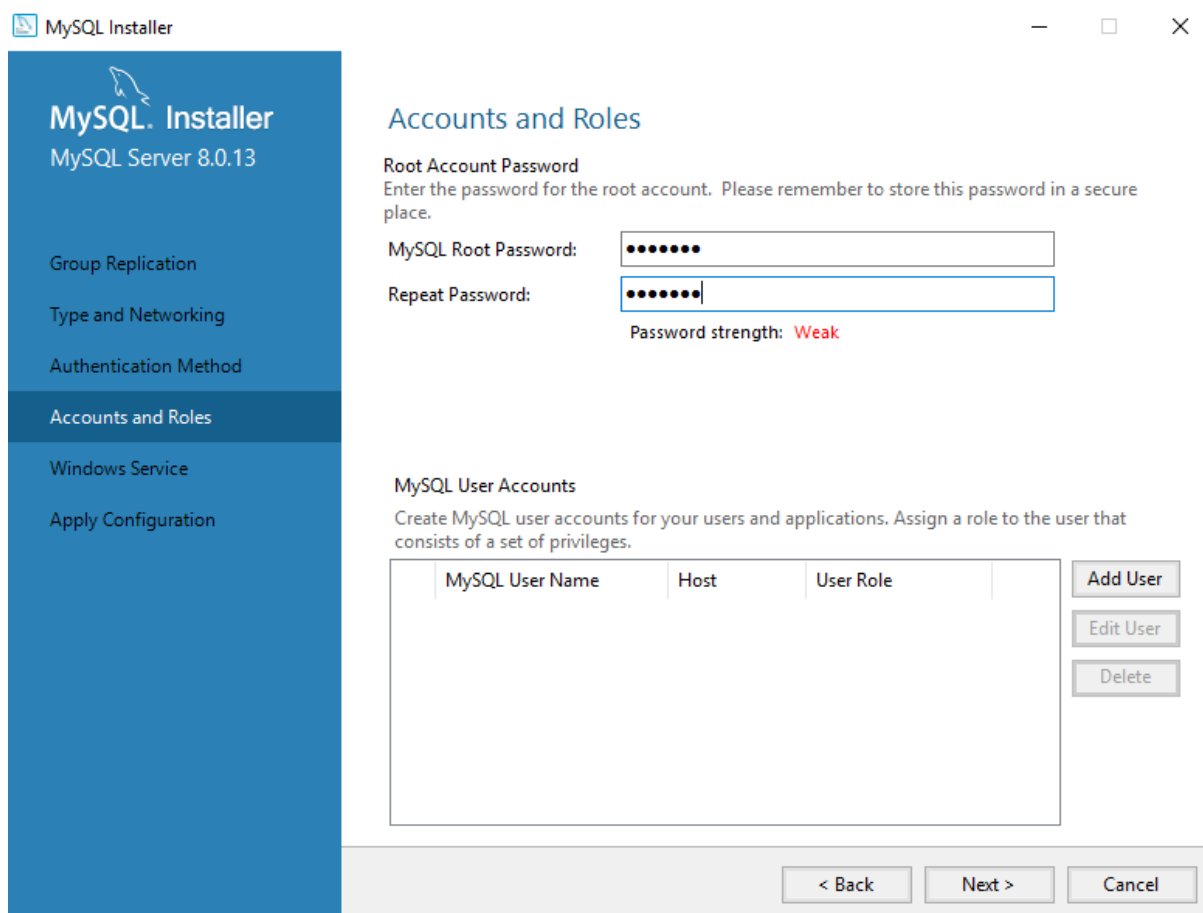 MySQL Installer
MySQL. Installer
MySQL Server 8.0.13
Group Replication
Type and Networking
Authentication Method
Accounts and Roles
Windows Service
Apply Configuration
Accounts and Roles
Root Account Password
Enter the password for the root account.  Please remember to store this password in a secure
place.
MySQL Root Password: •••••••
Repeat Password: •••••••
Password strength: Weak
MySQL User Accounts
Create MySQL user accounts for your users and applications. Assign a role to the user that
consists of a set of privileges.
MySQL User Name Host User Role
Add User
Edit User
Delete
< Back Next > Cancel